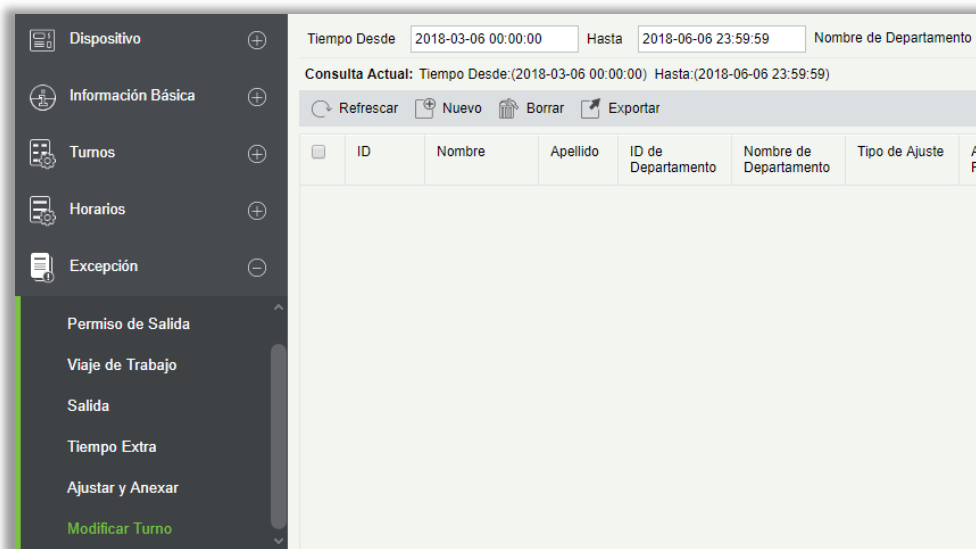 Dispositivo
Información Básica
Turnos
Horarios
Excepción
Permiso de Salida
Viaje de Trabajo
Salida
Tiempo Extra
Ajustar y Anexar
Modificar Turno
Tiempo Desde 2018-03-06 00:00:00 Hasta 2018-06-06 23:59:59 Nombre de Departamento
Consulta Actual: Tiempo Desde:(2018-03-06 00:00:00) Hasta:(2018-06-06 23:59:59)
Refrescar Nuevo Borrar Exportar
ID Nombre Apellido ID de Departamento Nombre de Departamento Tipo de Ajuste